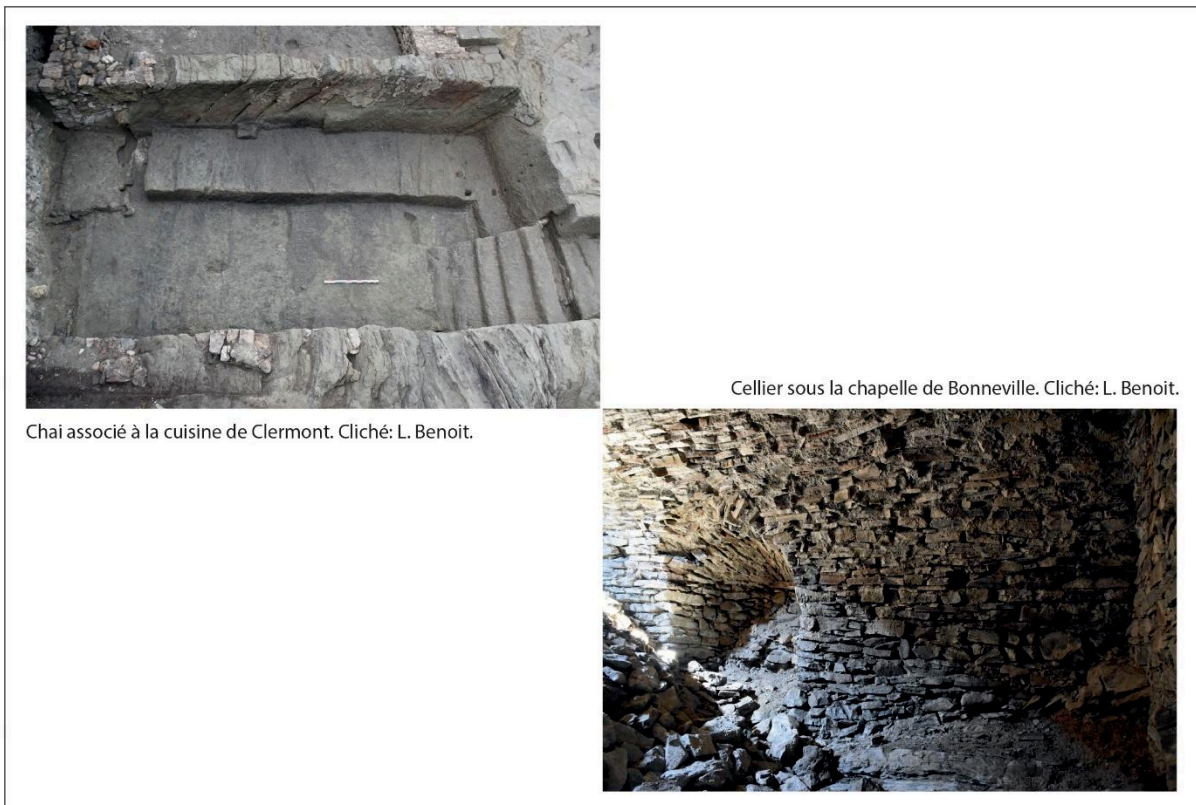 Cellier sous la chapelle de Bonneville. Cliché: L. Benoit.
Chai associé à la cuisine de Clermont. Cliché: L. Benoit.